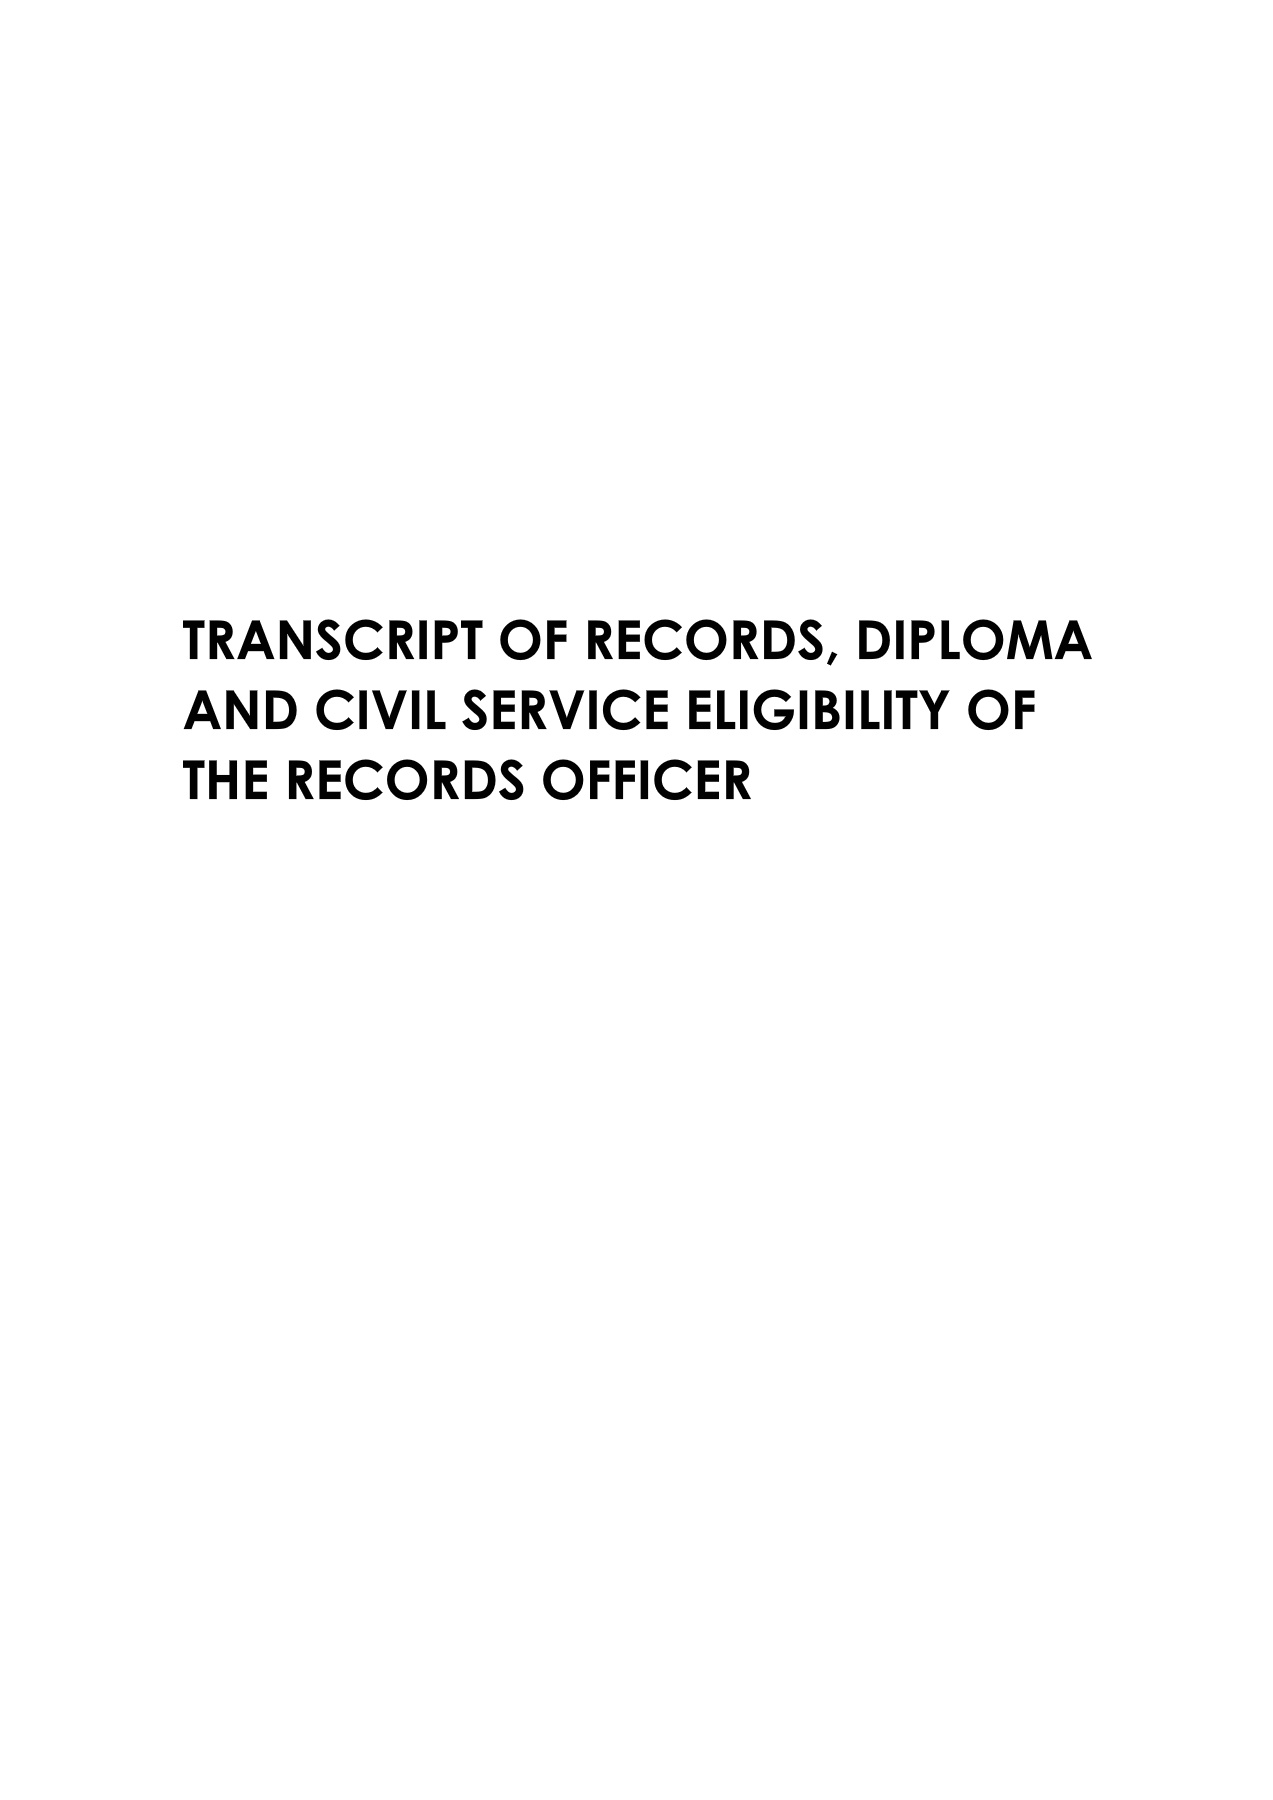 TRANSCRIPT OF RECORDS, DIPLOMA
AND CIVIL SERVICE ELIGIBILITY OF
THE RECORDS OFFICER